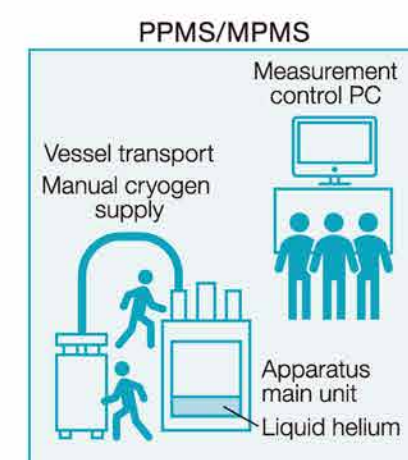 PPMS/MPMS
Measurement
control PC
Vessel transport
Manual cryogen
supply
Apparatus
main unit
Liquid helium